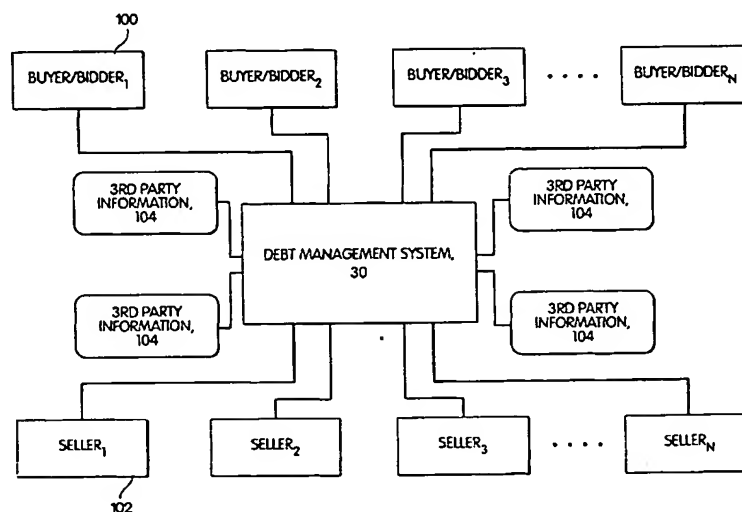 100
BUYER/BIDDER1
BUYER/BIDDER2
BUYER/BIDDER3
. . . .
BUYER/BIDDERN
3RD PARTY
INFORMATION,
104
3RD PARTY
INFORMATION,
104
DEBT MANAGEMENT SYSTEM,
30
3RD PARTY
INFORMATION,
104
3RD PARTY
INFORMATION,
104
SELLER1
SELLER2
SELLER3
. . . .
SELLERN
102